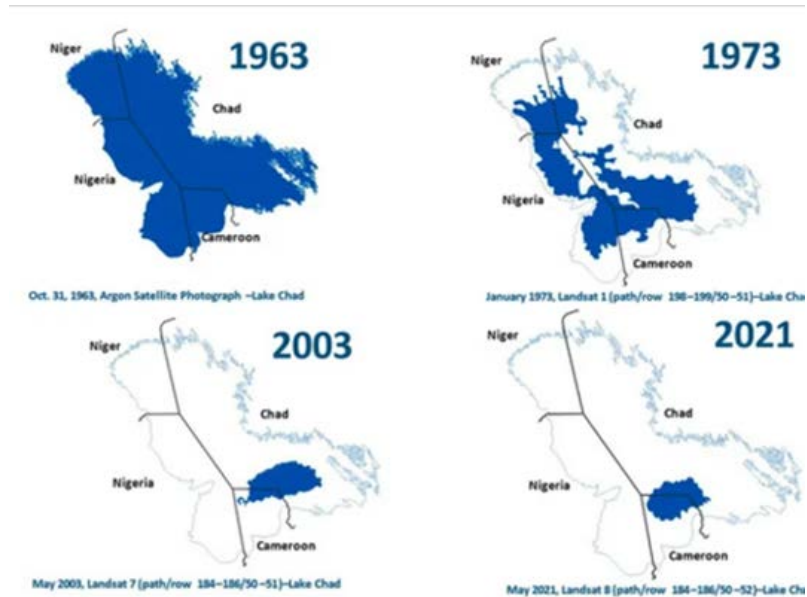 1963
Niger
Chad
Nigeria
Cameroon
Oct. 31, 1963, Argon Satellite Photograph –Lake Chad
1973
Niger
Chad
Nigeria
Cameroon
January 1973, Landsat 1 (path/row 198–199/50–51)–Lake Cha
2003
Niger
Chad
Nigeria
Cameroon
May 2003, Landsat 7 (path/row 184–186/50–51)–Lake Chad
2021
Niger
Chad
Nigeria
Cameroon
May 2021, Landsat 8 (path/row 184–186/50–52)–Lake Cha